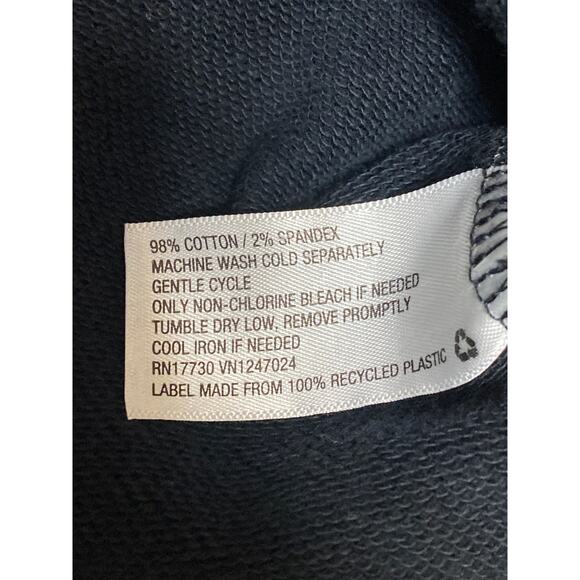 98% COTTON / 2% SPANDEX
MACHINE WASH COLD SEPARATELY
GENTLE CYCLE
ONLY NON-CHLORINE BLEACH IF NEEDED
TUMBLE DRY LOW, REMOVE PROMPTLY
COOL IRON IF NEEDED
RN17730 VN1247024
LABEL MADE FROM 100% RECYCLED PLASTIC